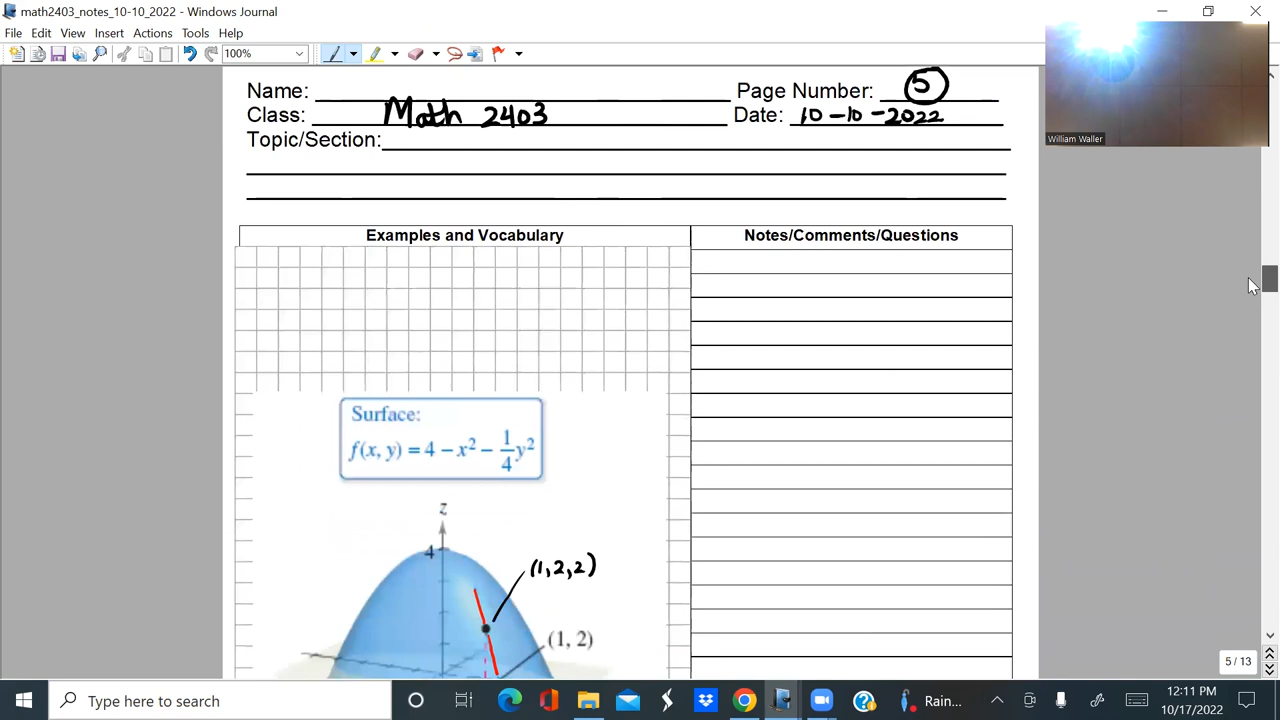 math2403_notes_10-10_2022 - Windows Journal
File Edit View Insert Actions Tools Help
100%
William Waller
Name: Page Number: 5
Class: Math 2403 Date: 10-10-2022
Topic/Section:
Examples and Vocabulary Notes/Comments/Questions
Surface:
f(x, y) = 4 − x² − 1/4 y²
z
4
(1,2,2)
(1, 2)
5 / 13
Type here to search
Rain...
12:11 PM
10/17/2022